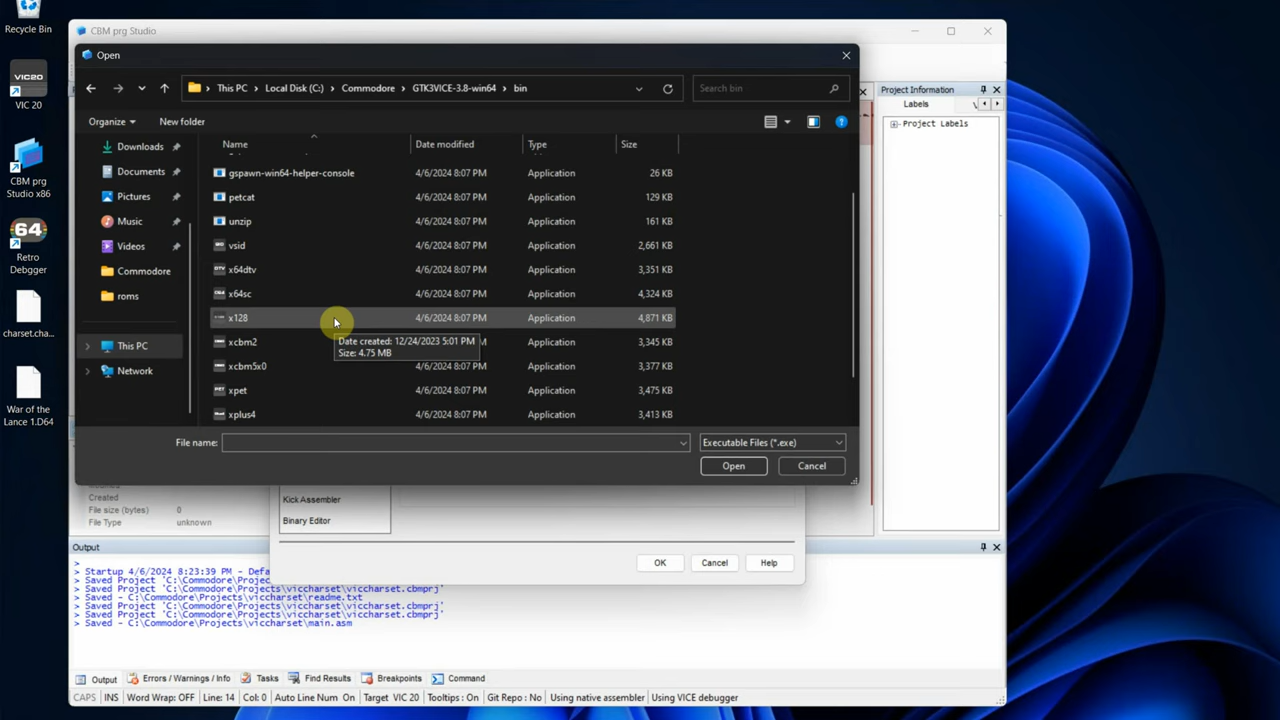 Recycle Bin
VIC20
VIC 20
CBM prg
Studio x86
64
Retro
Debgger
charset.cha...
War of the
Lance 1.D64
CBM prg Studio
Open
This PC > Local Disk (C:) > Commodore > GTK3VICE-3.8-win64 > bin
Search bin
Organize
New folder
Name
Date modified
Type
Size
Downloads
Documents
Pictures
Music
Videos
Commodore
roms
This PC
Network
gspawn-win64-helper-console 4/6/2024 8:07 PM Application 26 KB
petcat 4/6/2024 8:07 PM Application 129 KB
unzip 4/6/2024 8:07 PM Application 161 KB
vsid 4/6/2024 8:07 PM Application 2,661 KB
x64dtv 4/6/2024 8:07 PM Application 3,351 KB
x64sc 4/6/2024 8:07 PM Application 4,324 KB
x128 4/6/2024 8:07 PM Application 4,871 KB
xcbm2 4/6/2024 8:07 PM Application 3,345 KB
xcbm5x0 4/6/2024 8:07 PM Application 3,377 KB
xpet 4/6/2024 8:07 PM Application 3,475 KB
xplus4 4/6/2024 8:07 PM Application 3,413 KB
Date created: 12/24/2023 5:01 PM
Size: 4.75 MB
File name:
Executable Files (*.exe)
Open
Cancel
Project Information
Labels
Project Labels
Created
File size (bytes) 0
File Type unknown
Kick Assembler
Binary Editor
OK
Cancel
Help
Output
>
> Startup 4/6/2024 8:23:39 PM - Defa
> Saved Project 'C:\Commodore\Projec
> Saved Project 'C:\Commodore\Projects\viccharset\viccharset.cbmprj'
> Saved - C:\Commodore\Projects\viccharset\readme.txt
> Saved Project 'C:\Commodore\Projects\viccharset\viccharset.cbmprj'
> Saved Project 'C:\Commodore\Projects\viccharset\viccharset.cbmprj'
> Saved - C:\Commodore\Projects\viccharset\main.asm
Output
Errors / Warnings / Info
Tasks
Find Results
Breakpoints
Command
CAPS INS Word Wrap: OFF Line: 14 Col: 0 Auto Line Num On Target VIC 20 Tooltips : On Git Repo : No Using native assembler Using VICE debugger